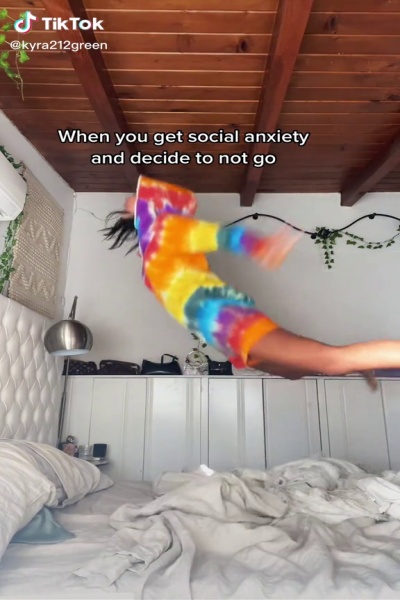 TikTok
@kyra212green
When you get social anxiety
and decide to not go